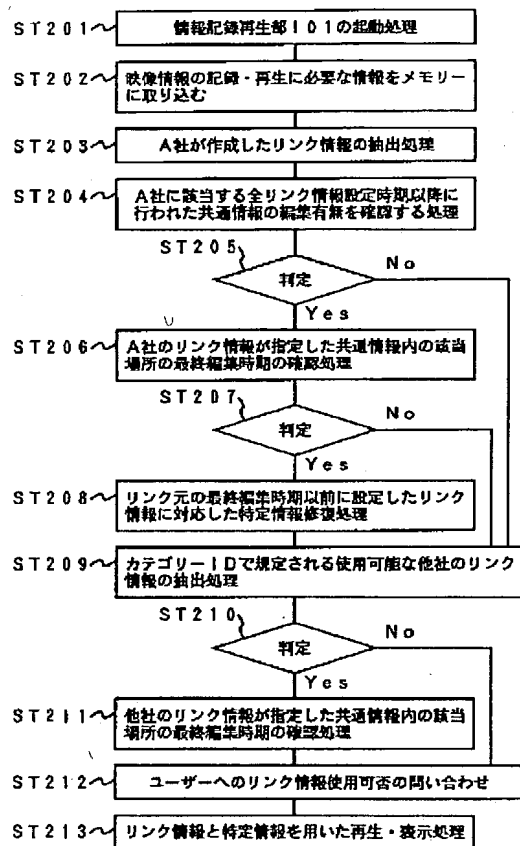 ST201 情報記録再生部101の起動処理
ST202 映像情報の記録・再生に必要な情報をメモリー
に取り込む
ST203 A社が作成したリンク情報の抽出処理
ST204 A社に該当する全リンク情報設定時期以降に
行われた共通情報の編集有無を確認する処理
ST205
判定 No
Yes
ST206 A社のリンク情報が指定した共通情報内の該当
場所の最終編集時期の確認処理
ST207
判定 No
Yes
ST208 リンク元の最終編集時期以前に設定したリンク
情報に対応した特定情報修復処理
ST209 カテゴリーIDで規定される使用可能な他社のリンク
情報の抽出処理
ST210
判定 No
Yes
ST211 他社のリンク情報が指定した共通情報内の該当
場所の最終編集時期の確認処理
ST212 ユーザーへのリンク情報使用可否の問い合わせ
ST213 リンク情報と特定情報を用いた再生・表示処理